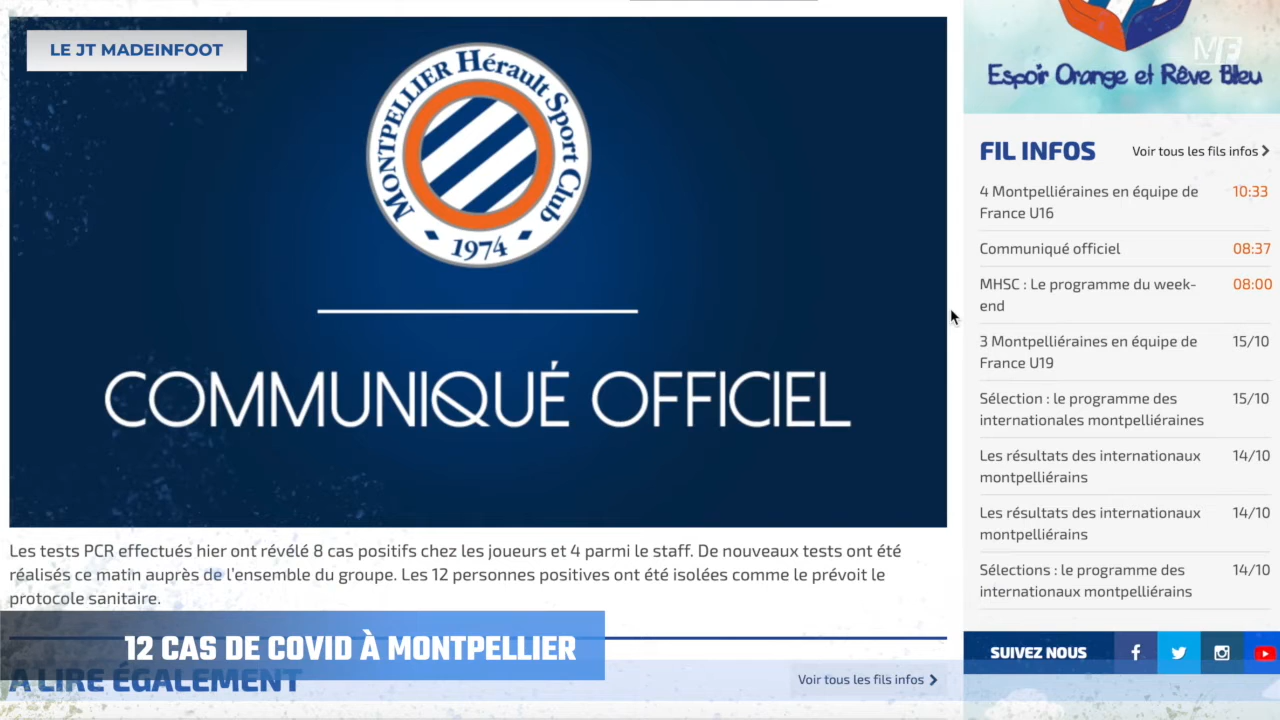 LE JT MADEINFOOT
MONTPELLIER Hérault Sport Club
1974
COMMUNIQUÉ OFFICIEL
Les tests PCR effectués hier ont révélé 8 cas positifs chez les joueurs et 4 parmi le staff. De nouveaux tests ont été
réalisés ce matin auprès de l'ensemble du groupe. Les 12 personnes positives ont été isolées comme le prévoit le
protocole sanitaire.
12 CAS DE COVID À MONTPELLIER
A LIRE ÉGALEMENT
Voir tous les fils infos
MF
Espoir Orange et Rêve Bleu
FIL INFOS
Voir tous les fils infos
4 Montpelliéraines en équipe de 10:33
France U16
Communiqué officiel 08:37
MHSC : Le programme du week- 08:00
end
3 Montpelliéraines en équipe de 15/10
France U19
Sélection : le programme des 15/10
internationales montpelliéraines
Les résultats des internationaux 14/10
montpelliérains
Les résultats des internationaux 14/10
montpelliérains
Sélections : le programme des 14/10
internationaux montpelliérains
SUIVEZ NOUS